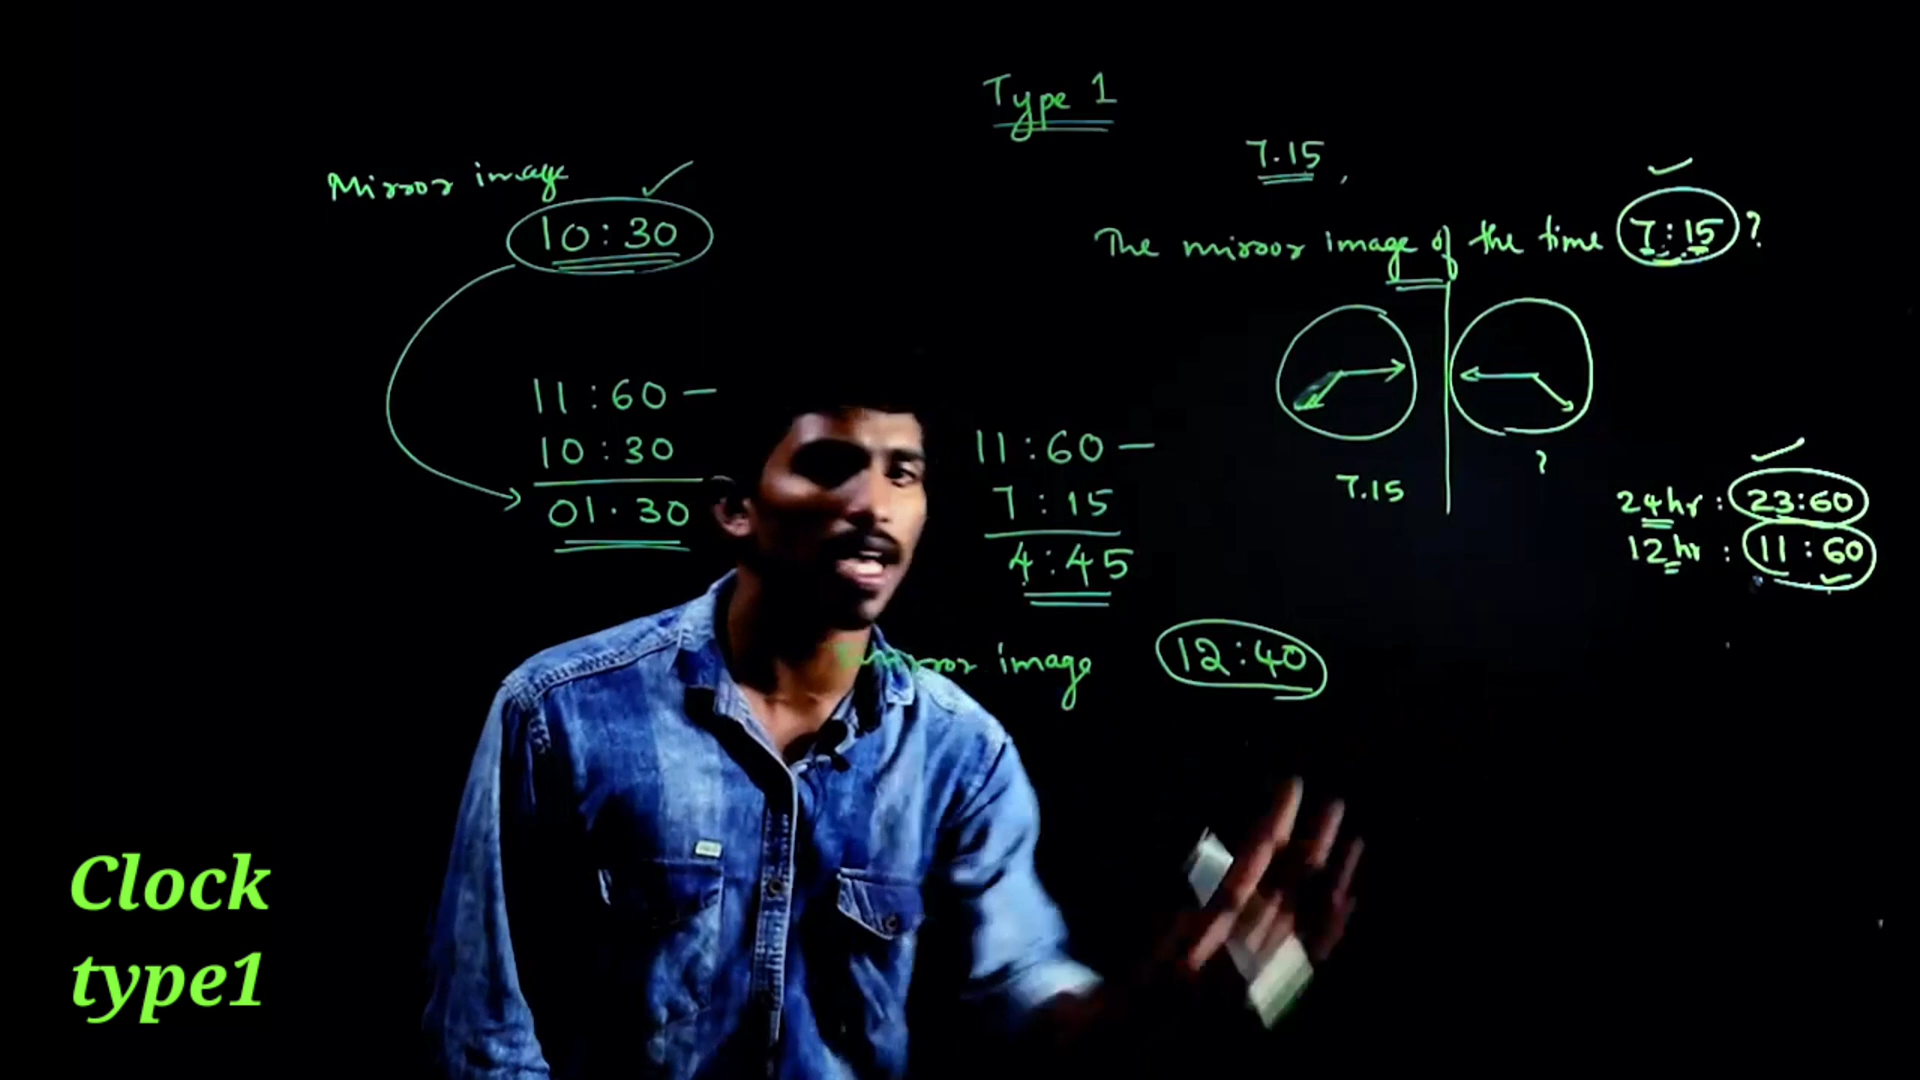 Type 1
Mirror image
10:30
11:60 –
10:30
01.30
7.15,
The mirror image of the time 7:15?
7.15
?
11:60 –
7:15
4:45
24hr : 23:60
12hr : 11:60
image 12:40
Clock
type1